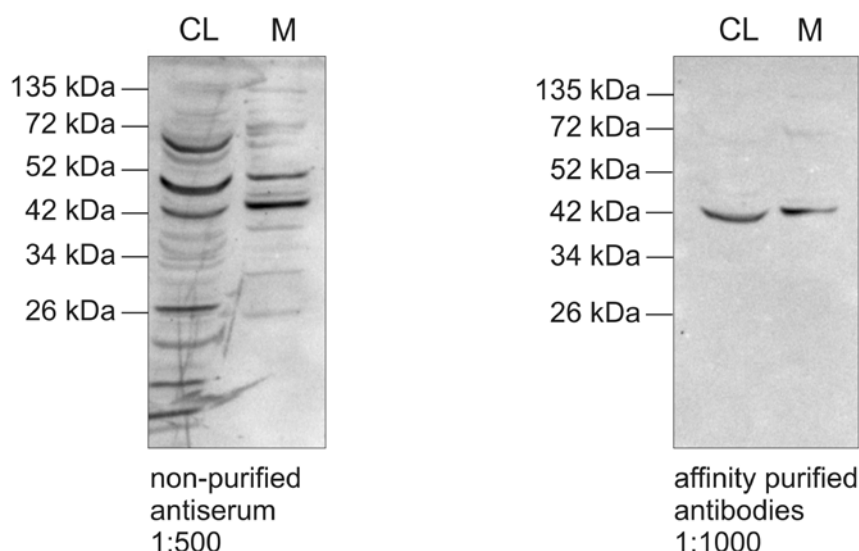 CL M
135 kDa
72 kDa
52 kDa
42 kDa
34 kDa
26 kDa
non-purified
antiserum
1:500
CL M
135 kDa
72 kDa
52 kDa
42 kDa
34 kDa
26 kDa
affinity purified
antibodies
1:1000